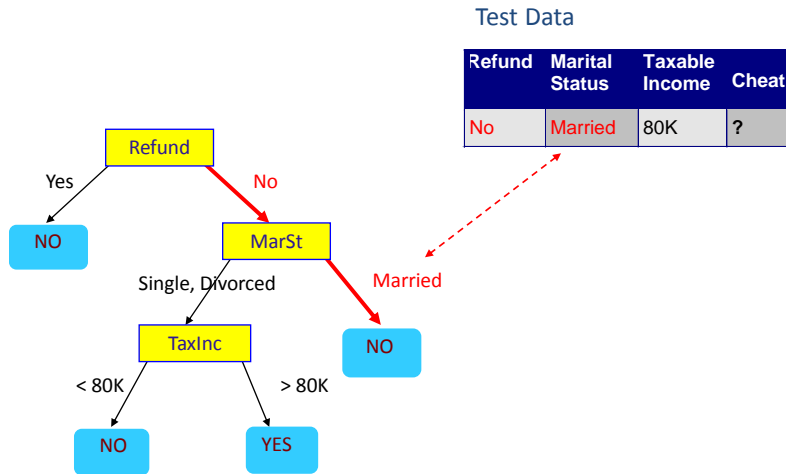 Test Data
Refund Marital Status Taxable Income Cheat
No Married 80K ?
Refund
Yes
No
NO
MarSt
Single, Divorced
Married
TaxInc
NO
< 80K
> 80K
NO
YES